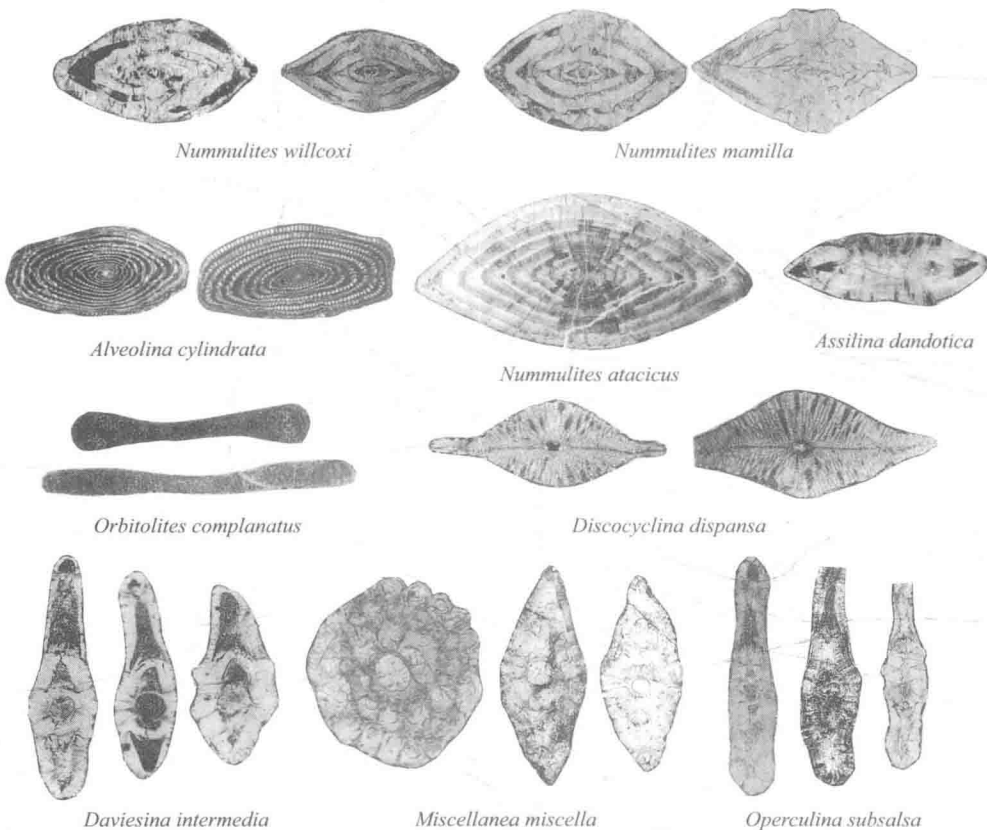 Nummulites willcoxi
Nummulites mamilla
Alveolina cylindrata
Nummulites atacicus
Assilina dandotica
Orbitolites complanatus
Discocyclina dispansa
Daviesina intermedia
Miscellanea miscella
Operculina subsalsa